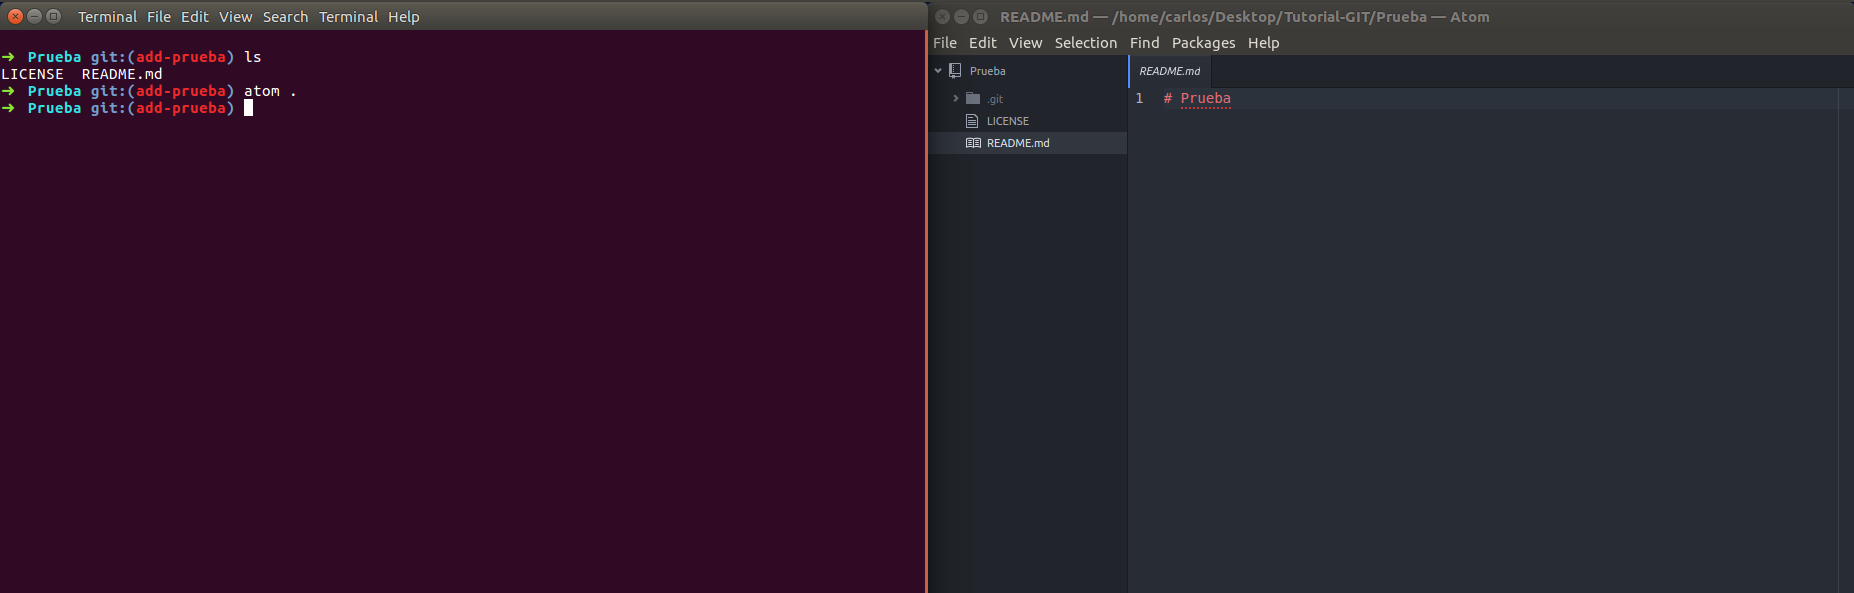 Terminal File Edit View Search Terminal Help
➜ Prueba git:(add-prueba) ls
LICENSE README.md
➜ Prueba git:(add-prueba) atom .
➜ Prueba git:(add-prueba)
README.md — /home/carlos/Desktop/Tutorial-GIT/Prueba — Atom
File Edit View Selection Find Packages Help
Prueba
.git
LICENSE
README.md
README.md
1 # Prueba